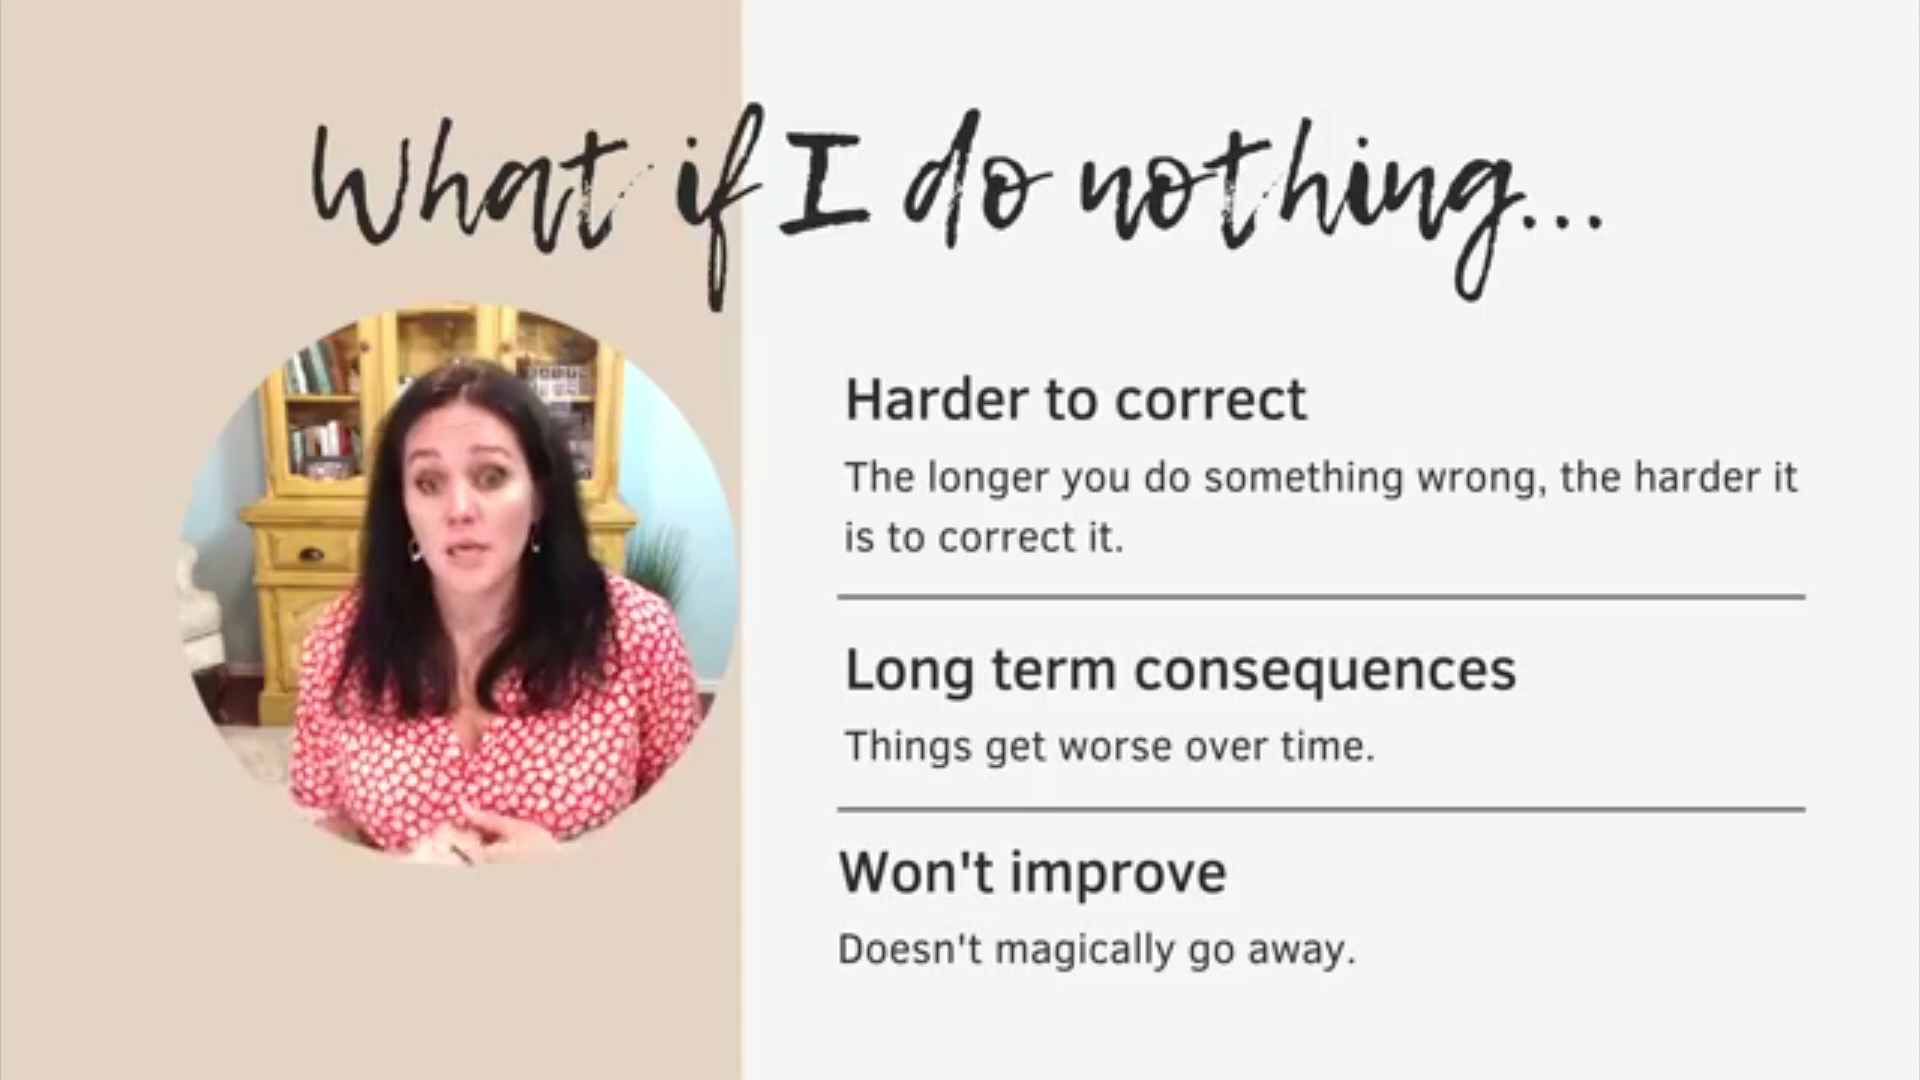 What if I do nothing...
Harder to correct
The longer you do something wrong, the harder it
is to correct it.
Long term consequences
Things get worse over time.
Won't improve
Doesn't magically go away.